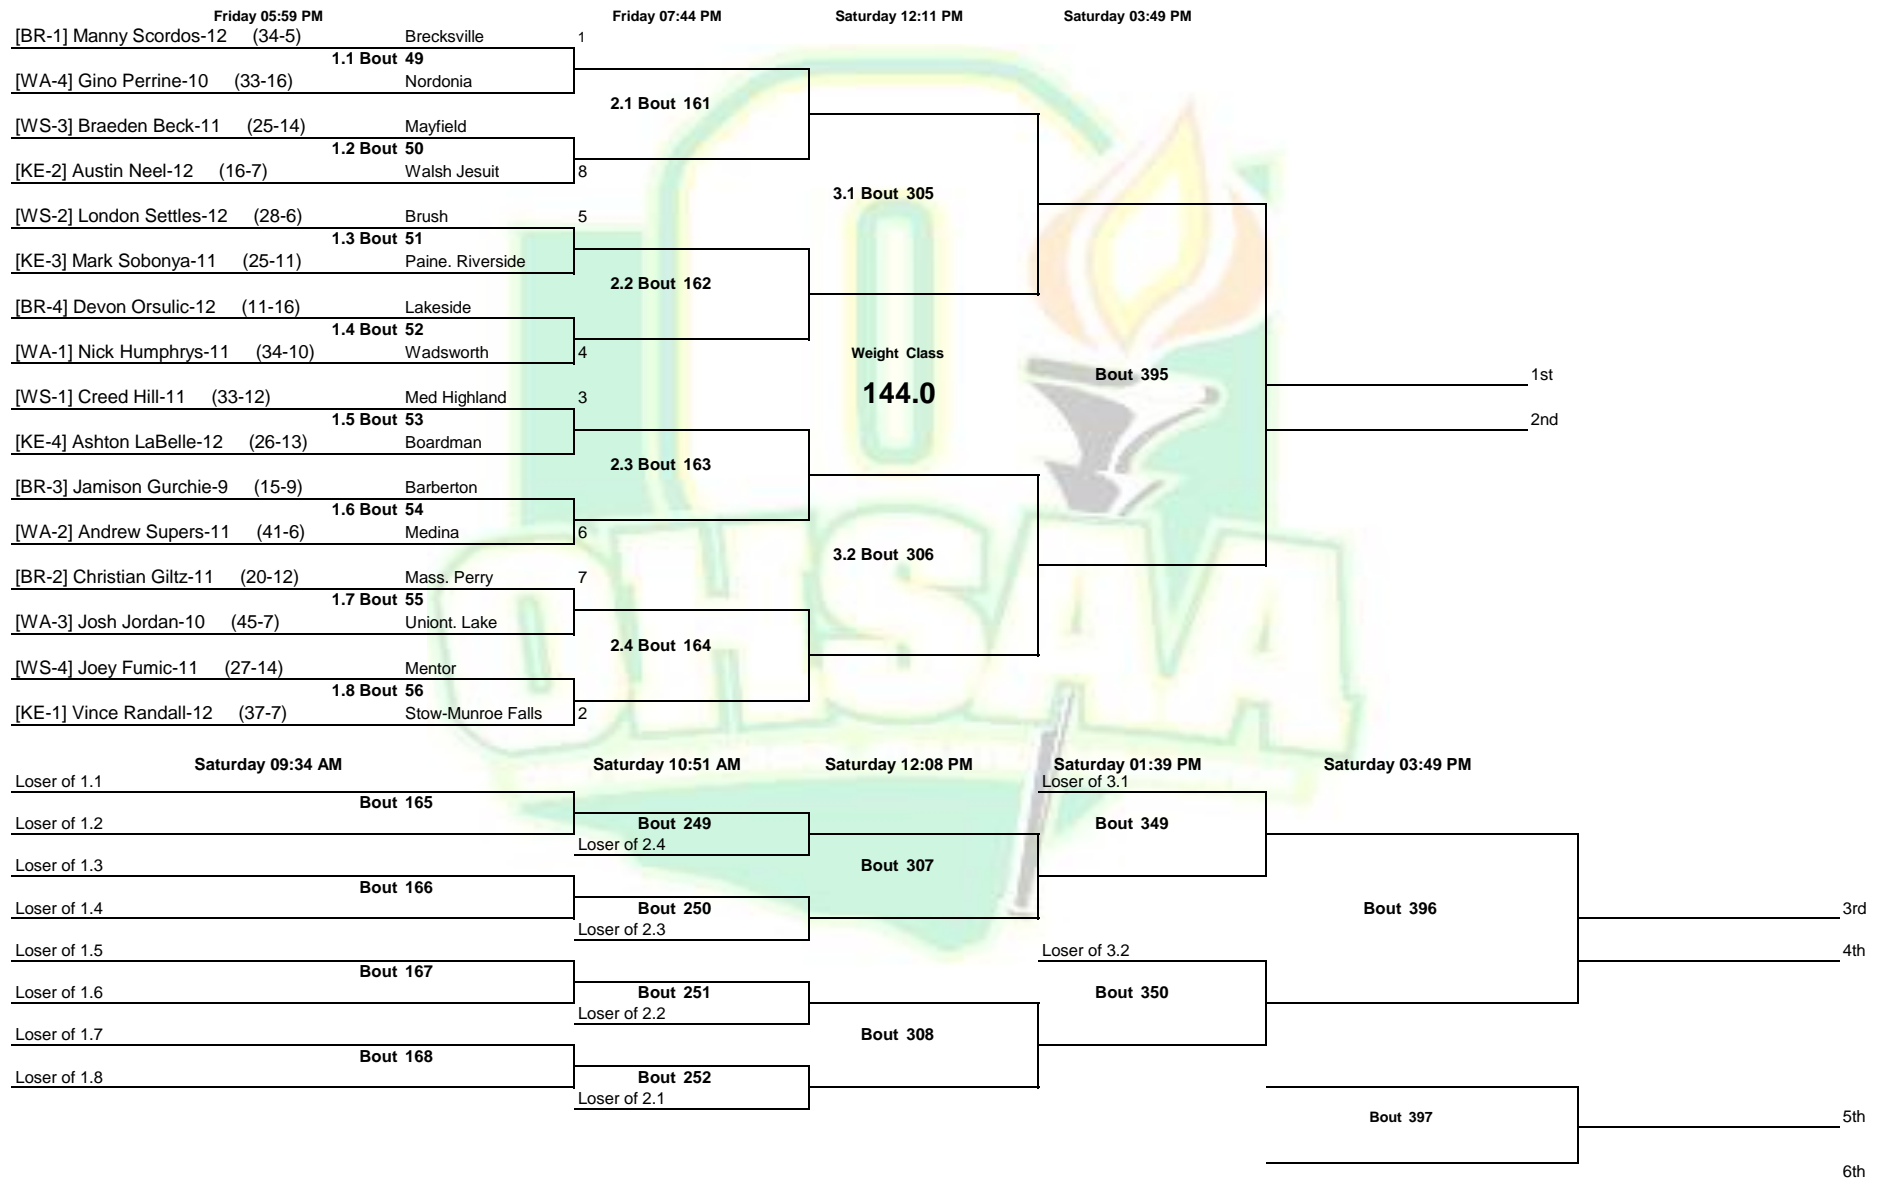 Friday 05:59 PM Friday 07:44 PM Saturday 12:11 PM Saturday 03:49 PM
[BR-1] Manny Scordos-12 (34-5) Brecksville 1
1.1 Bout 49
[WA-4] Gino Perrine-10 (33-16) Nordonia
2.1 Bout 161
[WS-3] Braeden Beck-11 (25-14) Mayfield
1.2 Bout 50
[KE-2] Austin Neel-12 (16-7) Walsh Jesuit 8
3.1 Bout 305
[WS-2] London Settles-12 (28-6) Brush 5
1.3 Bout 51
[KE-3] Mark Sobonya-11 (25-11) Paine. Riverside
2.2 Bout 162
[BR-4] Devon Orsulic-12 (11-16) Lakeside
1.4 Bout 52
[WA-1] Nick Humphrys-11 (34-10) Wadsworth 4
Weight Class
144.0
Bout 395
1st
2nd
[WS-1] Creed Hill-11 (33-12) Med Highland 3
1.5 Bout 53
[KE-4] Ashton LaBelle-12 (26-13) Boardman
2.3 Bout 163
[BR-3] Jamison Gurchie-9 (15-9) Barberton
1.6 Bout 54
[WA-2] Andrew Supers-11 (41-6) Medina 6
3.2 Bout 306
OHSAA
[BR-2] Christian Giltz-11 (20-12) Mass. Perry 7
1.7 Bout 55
[WA-3] Josh Jordan-10 (45-7) Uniont. Lake
2.4 Bout 164
[WS-4] Joey Fumic-11 (27-14) Mentor
1.8 Bout 56
[KE-1] Vince Randall-12 (37-7) Stow-Munroe Falls 2
Saturday 09:34 AM Saturday 10:51 AM Saturday 12:08 PM Saturday 01:39 PM Saturday 03:49 PM
Loser of 1.1 Loser of 3.1
Bout 165
Loser of 1.2 Bout 249 Bout 349
Loser of 2.4
Loser of 1.3 Bout 307
Bout 166
Loser of 1.4 Bout 250 Bout 396 3rd
Loser of 2.3
Loser of 1.5 Loser of 3.2 4th
Bout 167
Loser of 1.6 Bout 251 Bout 350
Loser of 2.2
Loser of 1.7 Bout 308
Bout 168
Loser of 1.8 Bout 252
Loser of 2.1
Bout 397 5th
6th